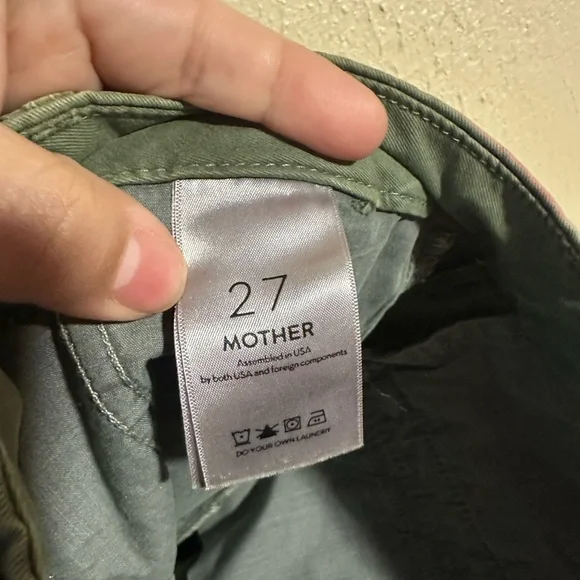 27
MOTHER
Assembled in USA
by both USA and foreign components
DO YOUR OWN LAUNDRY